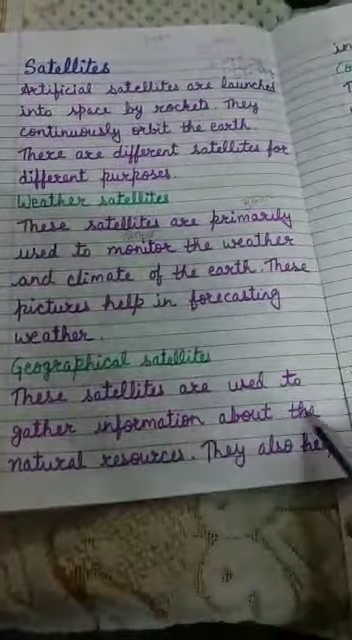 Satellites
Artificial satellites are launched
into space by rockets. They
continuously orbit the earth.
There are different satellites for
different purposes.
Weather satellites
These satellites are primarily
used to monitor the weather
and climate of the earth. These
pictures help in forecasting
weather.
Geographical satellites
These satellites are used to
gather information about the
natural resources. They also